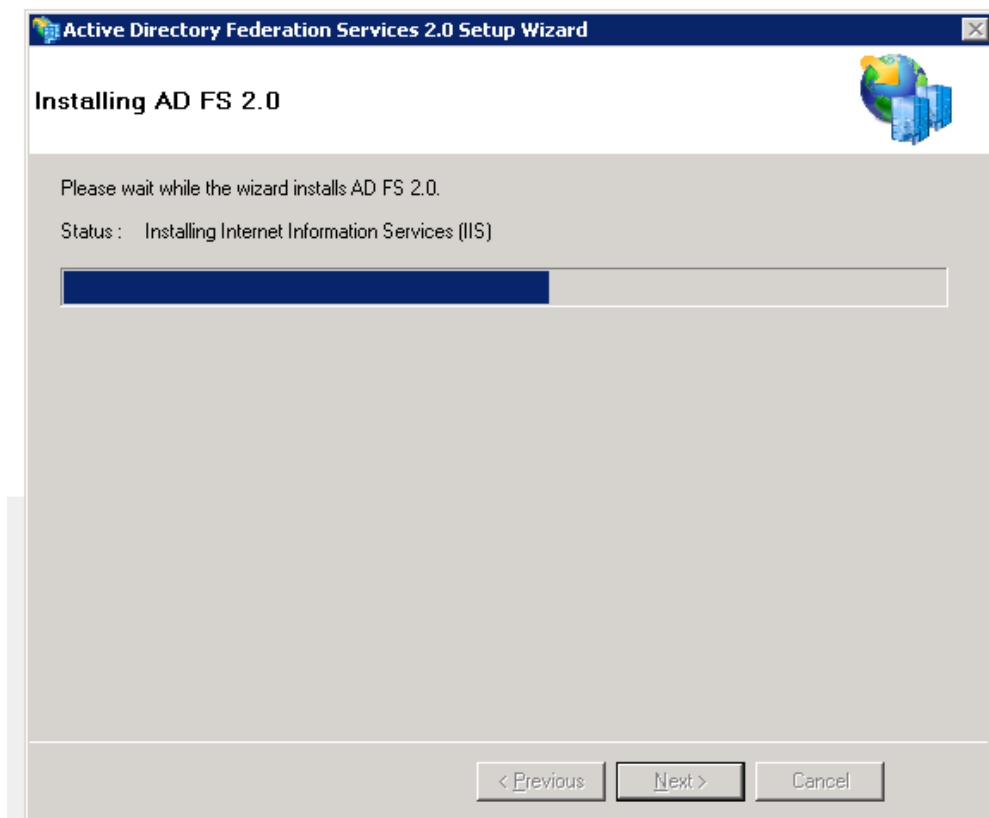 Active Directory Federation Services 2.0 Setup Wizard
Installing AD FS 2.0
Please wait while the wizard installs AD FS 2.0.
Status : Installing Internet Information Services (IIS)
< Previous Next > Cancel